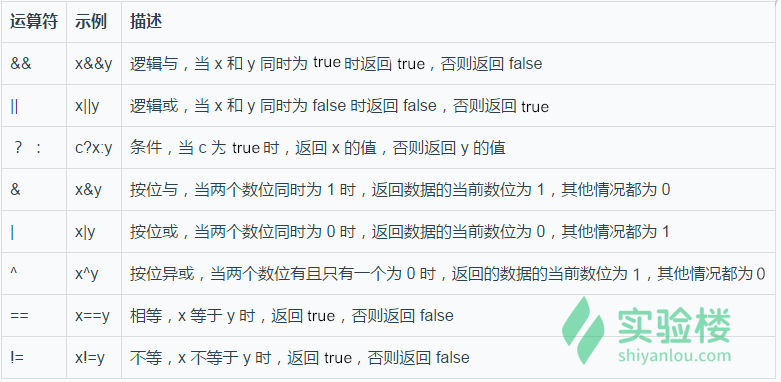 运算符 示例 描述
&& x&&y 逻辑与，当 x 和 y 同时为 true 时返回 true，否则返回 false
|| x||y 逻辑或，当 x 和 y 同时为 false 时返回 false，否则返回 true
？： c?x:y 条件，当 c 为 true 时，返回 x 的值，否则返回 y 的值
& x&y 按位与，当两个数位同时为 1 时，返回数据的当前数位为 1，其他情况都为 0
| x|y 按位或，当两个数位同时为 0 时，返回数据的当前数位为 0，其他情况都为 1
^ x^y 按位异或，当两个数位有且只有一个为 0 时，返回的数据的当前数位为 1，其他情况都为 0
== x==y 相等，x 等于 y 时，返回 true，否则返回 false
!= x!=y 不等，x 不等于 y 时，返回 true，否则返回 false
实验楼
shiyanlou.com